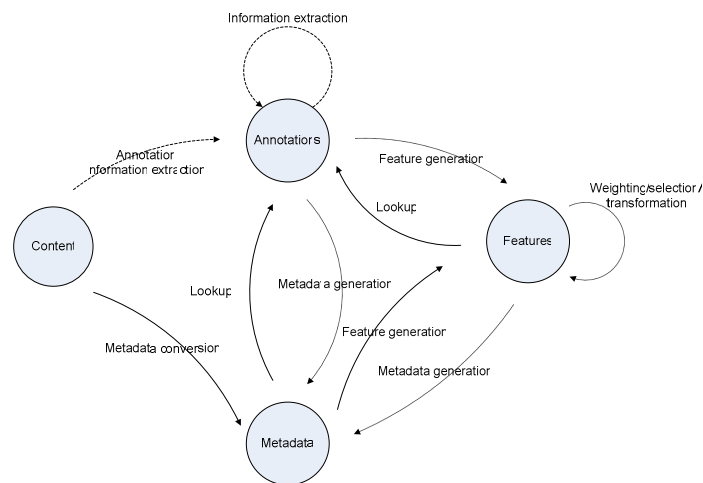 Information extraction
Annotations
Annotation
nformation extraction
Feature generation
Weighting/selection/
transformation
Lookup
Content
Features
Lookup
Metadata generation
Feature generation
Metadata conversion
Metadata generation
Metadata